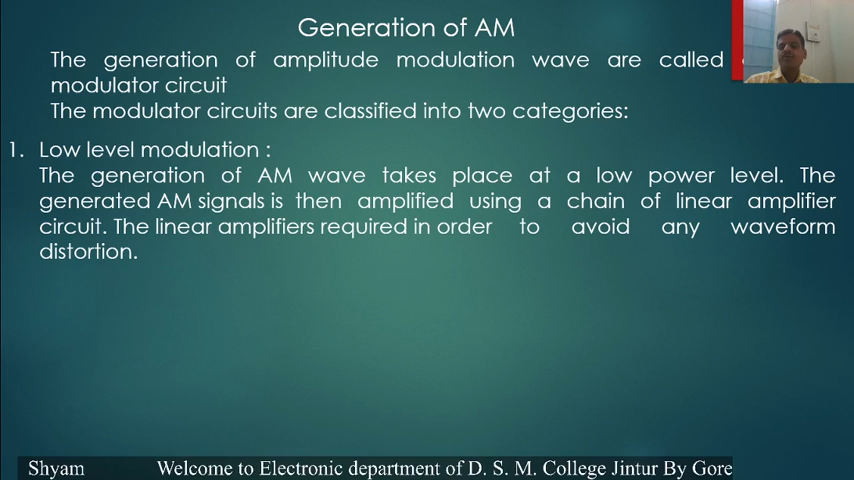 Generation of AM
The generation of amplitude modulation wave are called
modulator circuit
The modulator circuits are classified into two categories:
1. Low level modulation :
The generation of AM wave takes place at a low power level. The
generated AM signals is then amplified using a chain of linear amplifier
circuit. The linear amplifiers required in order to avoid any waveform
distortion.
Shyam Welcome to Electronic department of D. S. M. College Jintur By Gore